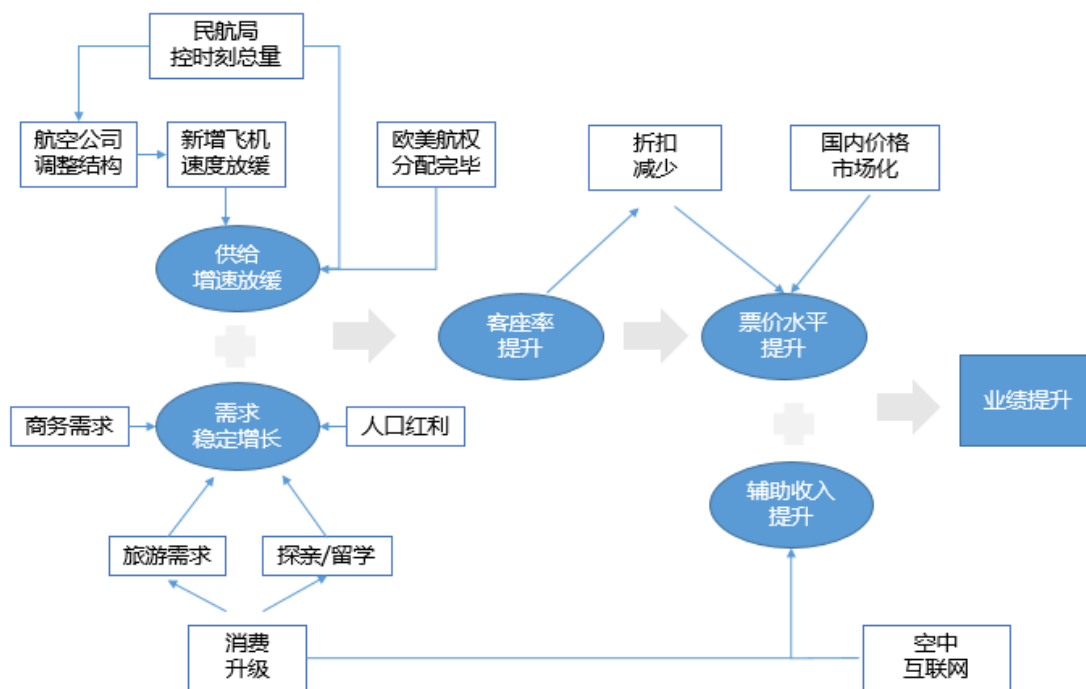 民航局
控时刻总量
航空公司
调整结构
新增飞机
速度放缓
欧美航权
分配完毕
折扣
减少
国内价格
市场化
供给
增速放缓
客座率
提升
票价水平
提升
业绩提升
商务需求
需求
稳定增长
人口红利
辅助收入
提升
旅游需求
探亲/留学
消费
升级
空中
互联网